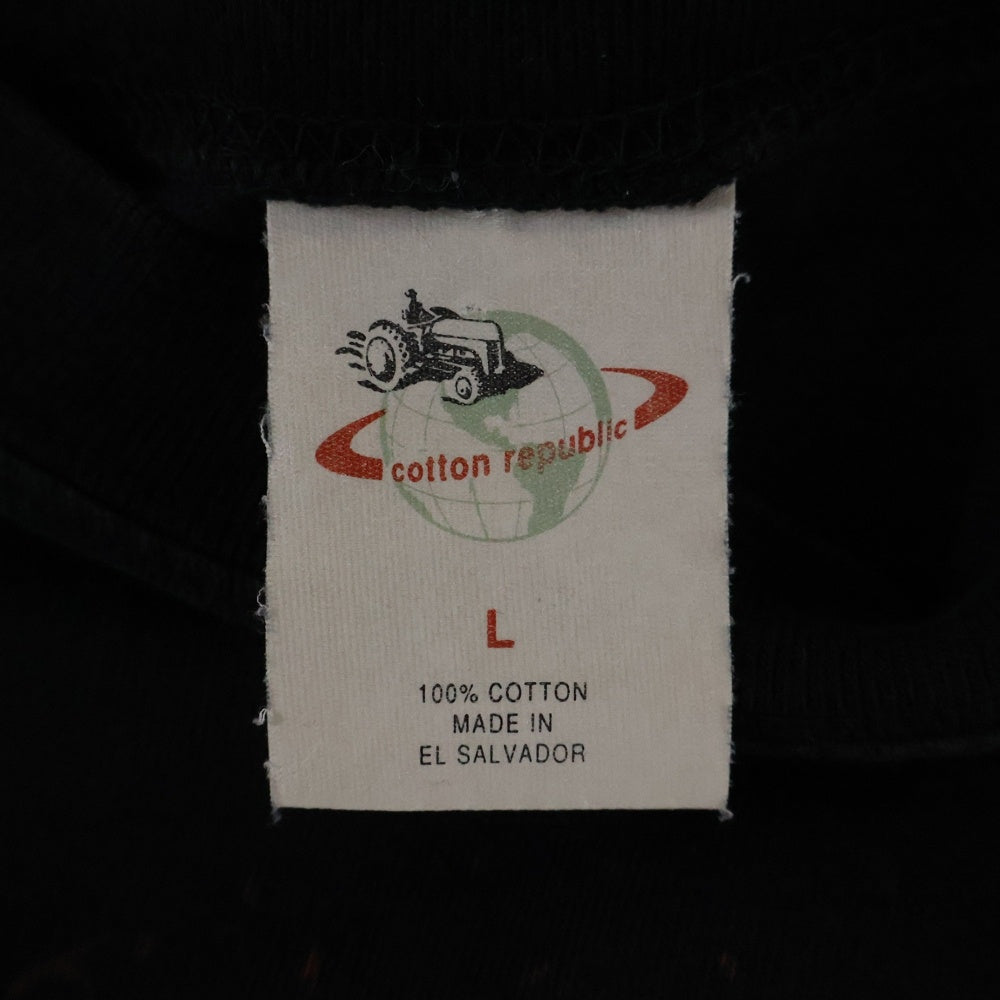 cotton republic
L
100% COTTON
MADE IN
EL SALVADOR